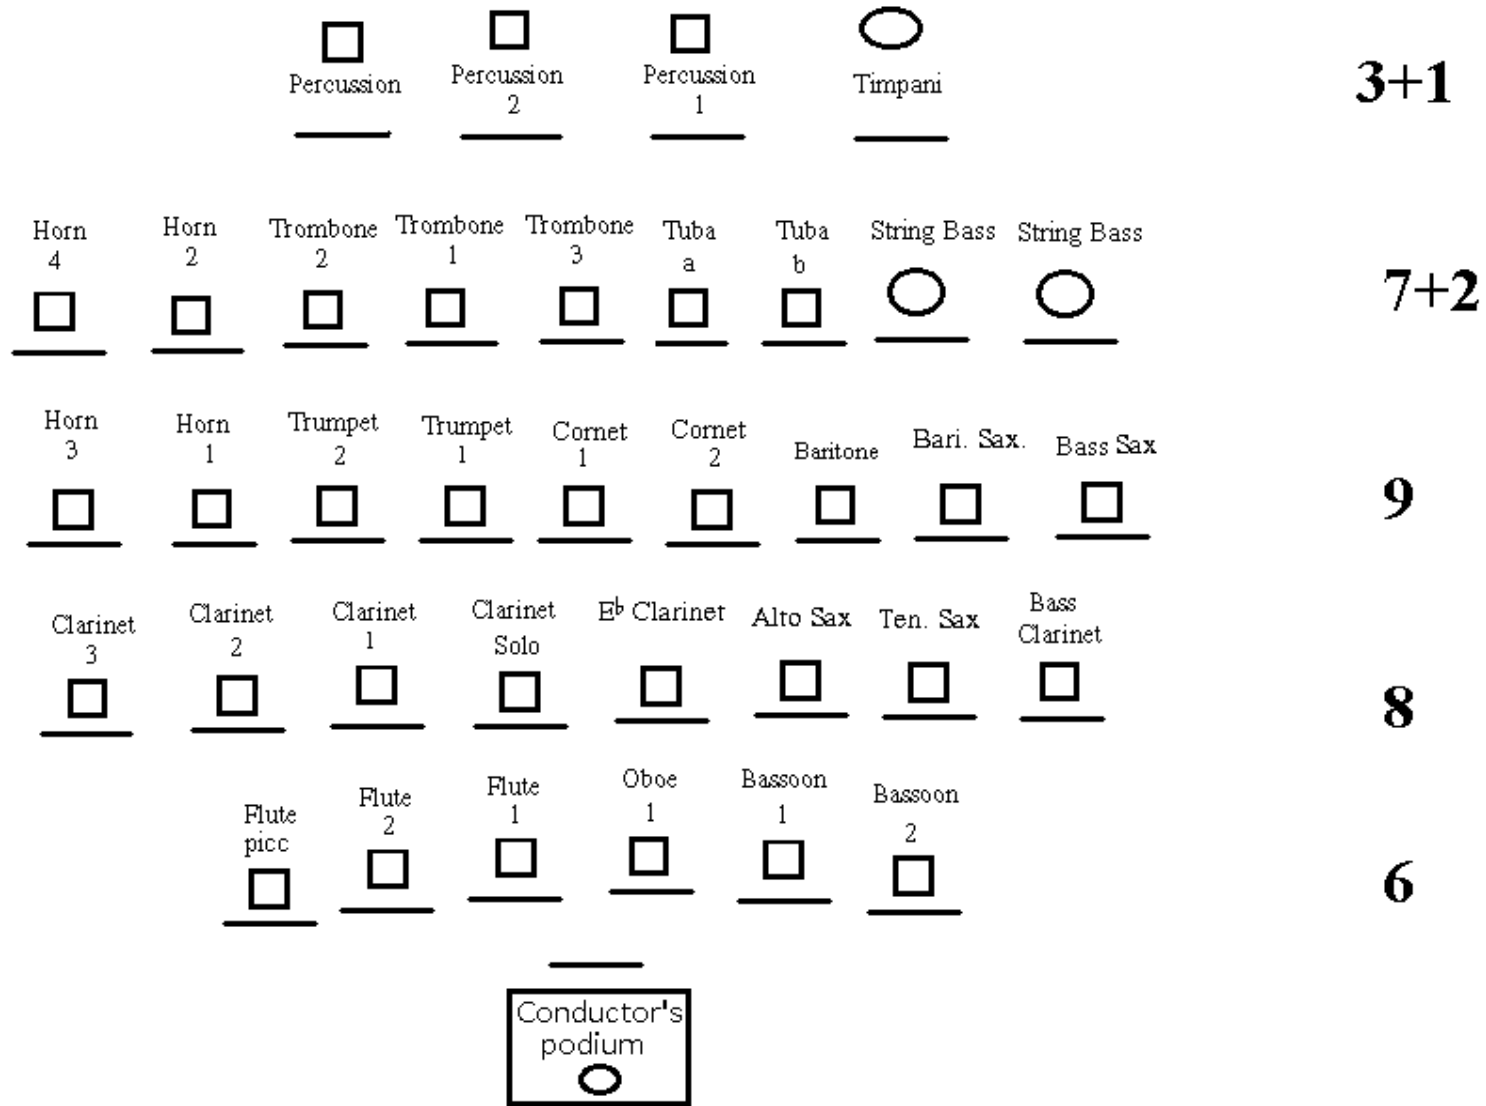 Percussion
Percussion
2
Percussion
1
Timpani
3+1
Horn
4
Horn
2
Trombone
2
Trombone
1
Trombone
3
Tuba
a
Tuba
b
String Bass
String Bass
7+2
Horn
3
Horn
1
Trumpet
2
Trumpet
1
Cornet
1
Cornet
2
Baritone
Bari. Sax.
Bass Sax
9
Clarinet
3
Clarinet
2
Clarinet
1
Clarinet
Solo
E♭ Clarinet
Alto Sax
Ten. Sax
Bass
Clarinet
8
Flute
picc
Flute
2
Flute
1
Oboe
1
Bassoon
1
Bassoon
2
6
Conductor's
podium